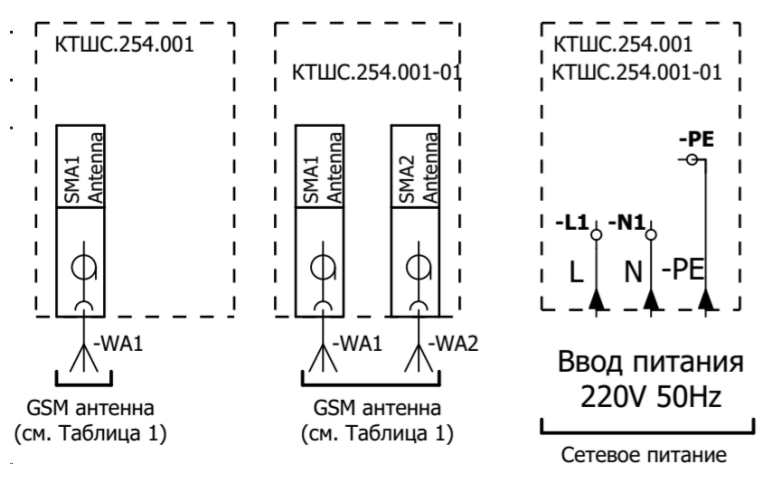 КТШС.254.001
SMA1
Antenna
-WA1
GSM антенна
(см. Таблица 1)
КТШС.254.001-01
SMA1
Antenna
SMA2
Antenna
-WA1
-WA2
GSM антенна
(см. Таблица 1)
КТШС.254.001
КТШС.254.001-01
-PE
-L1 -N1
L N -PE
Ввод питания
220V 50Hz
Сетевое питание